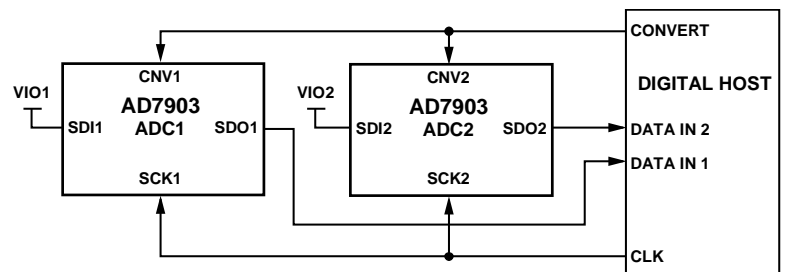 CONVERT
CNV1
CNV2
VIO1
VIO2
DIGITAL HOST
AD7903
AD7903
SDI1
ADC1
SDO1
SDI2
ADC2
SDO2
DATA IN 2
DATA IN 1
SCK1
SCK2
CLK